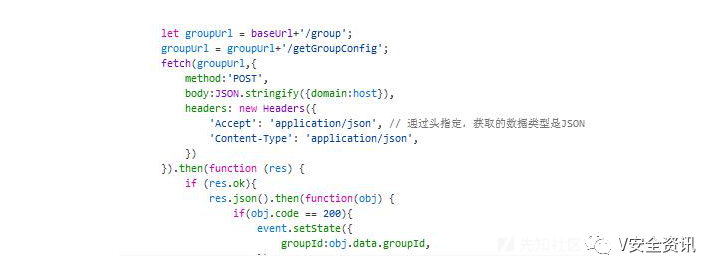 let groupUrl = baseUrl+'/group';
groupUrl = groupUrl+'/getGroupConfig';
fetch(groupUrl,{
method:'POST',
body:JSON.stringify({domain:host}),
headers: new Headers({
'Accept': 'application/json', // 通过头指定，获取的数据类型是JSON
'Content-Type': 'application/json',
})
}).then(function (res) {
if (res.ok){
res.json().then(function(obj) {
if(obj.code == 200){
event.setState({
groupId:obj.data.groupId,
先知社区 V安全资讯